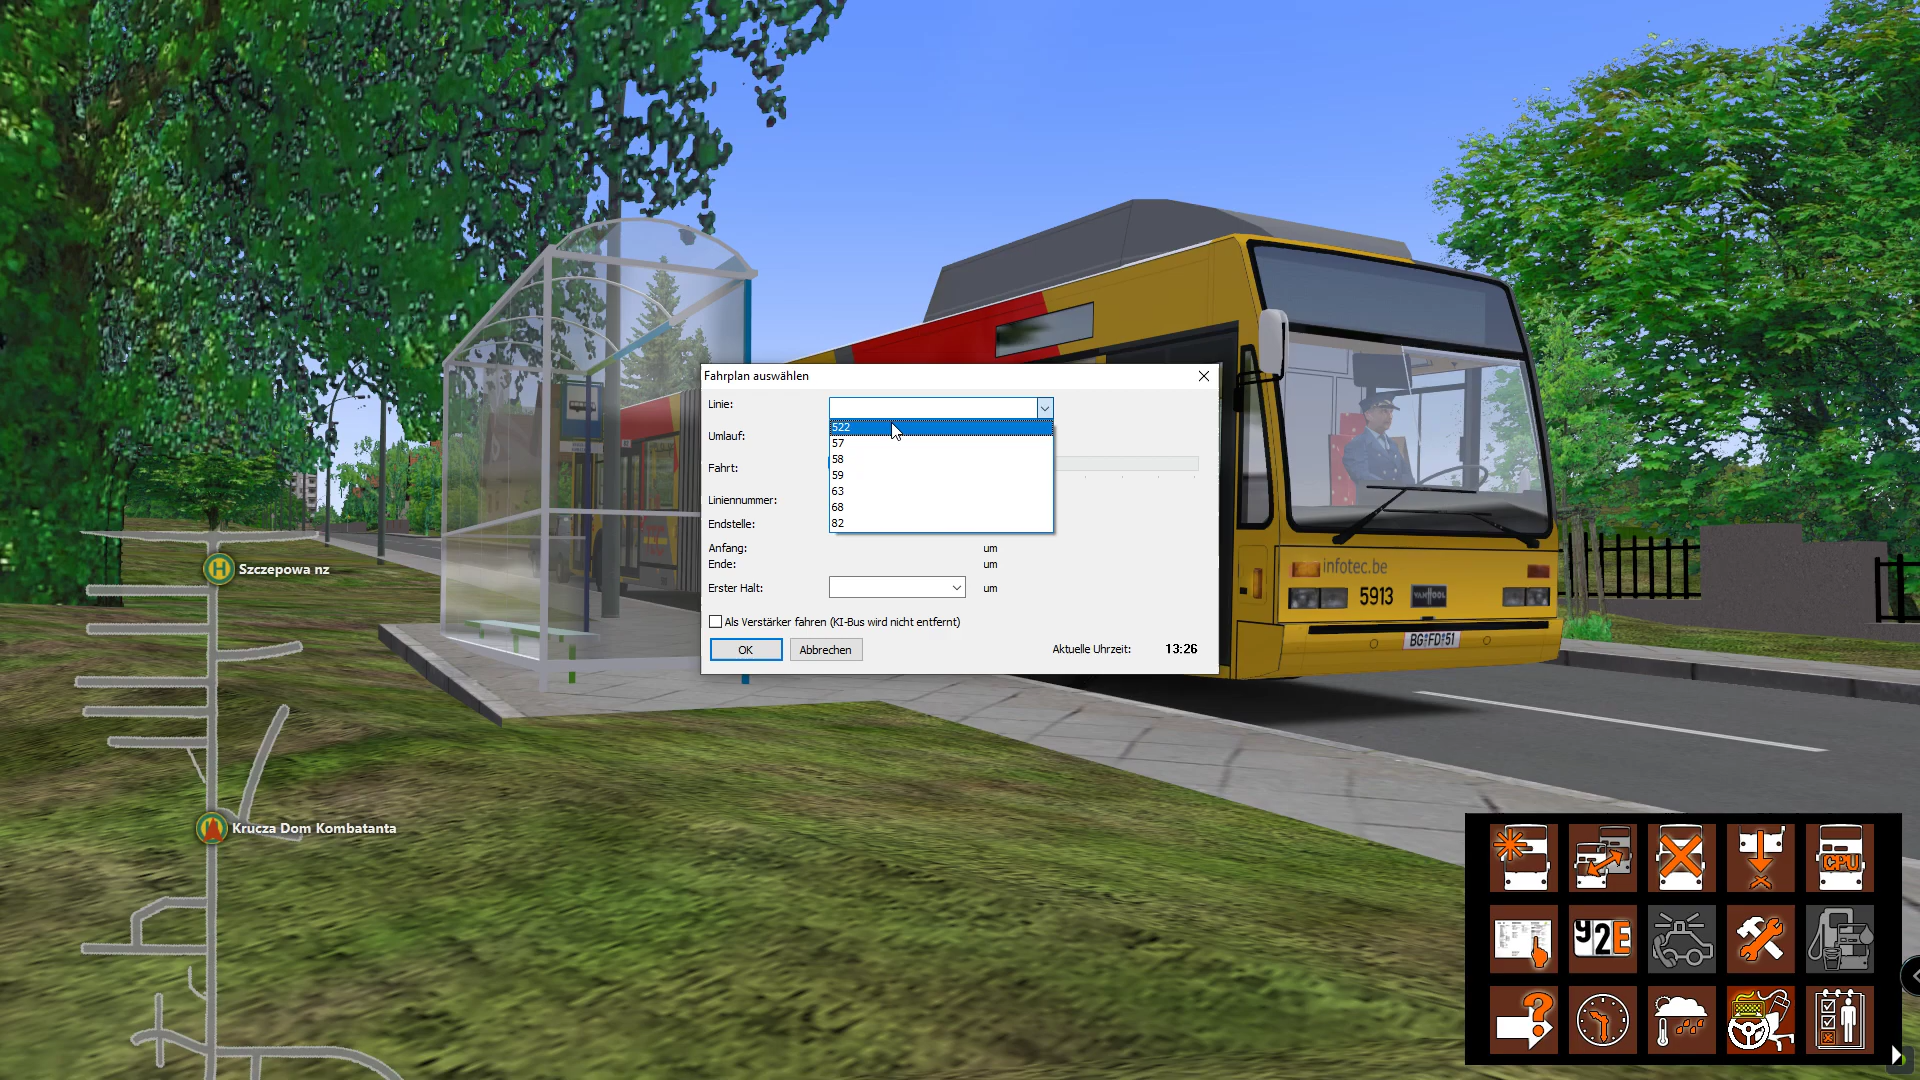 Fahrplan auswählen
Linie:
522
57
58
59
63
68
82
Umlauf:
Fahrt:
Liniennummer:
Endstelle:
Anfang:
um
Ende:
um
Erster Halt:
um
Als Verstärker fahren (KI-Bus wird nicht entfernt)
OK
Abbrechen
Aktuelle Uhrzeit:
13:26
infotec.be
5913
VANHOOL
BG FD 51
H
Szczepowa nz
Krucza Dom Kombatanta
CPU
92E
?